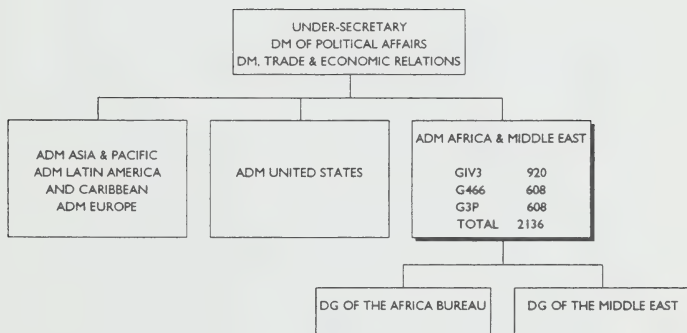 UNDER-SECRETARY
DM OF POLITICAL AFFAIRS
DM, TRADE & ECONOMIC RELATIONS
ADM ASIA & PACIFIC
ADM LATIN AMERICA
AND CARIBBEAN
ADM EUROPE
ADM UNITED STATES
ADM AFRICA & MIDDLE EAST
GIV3 920
G466 608
G3P 608
TOTAL 2136
DG OF THE AFRICA BUREAU
DG OF THE MIDDLE EAST